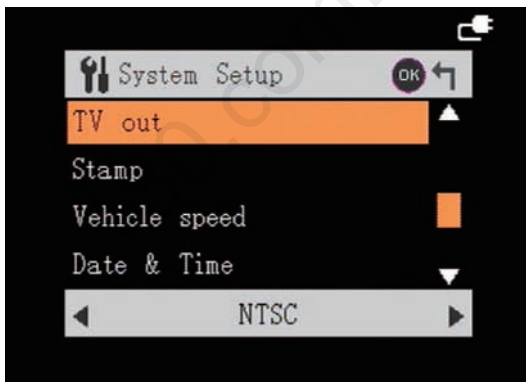 System Setup OK
TV out
Stamp
Vehicle speed
Date & Time
NTSC